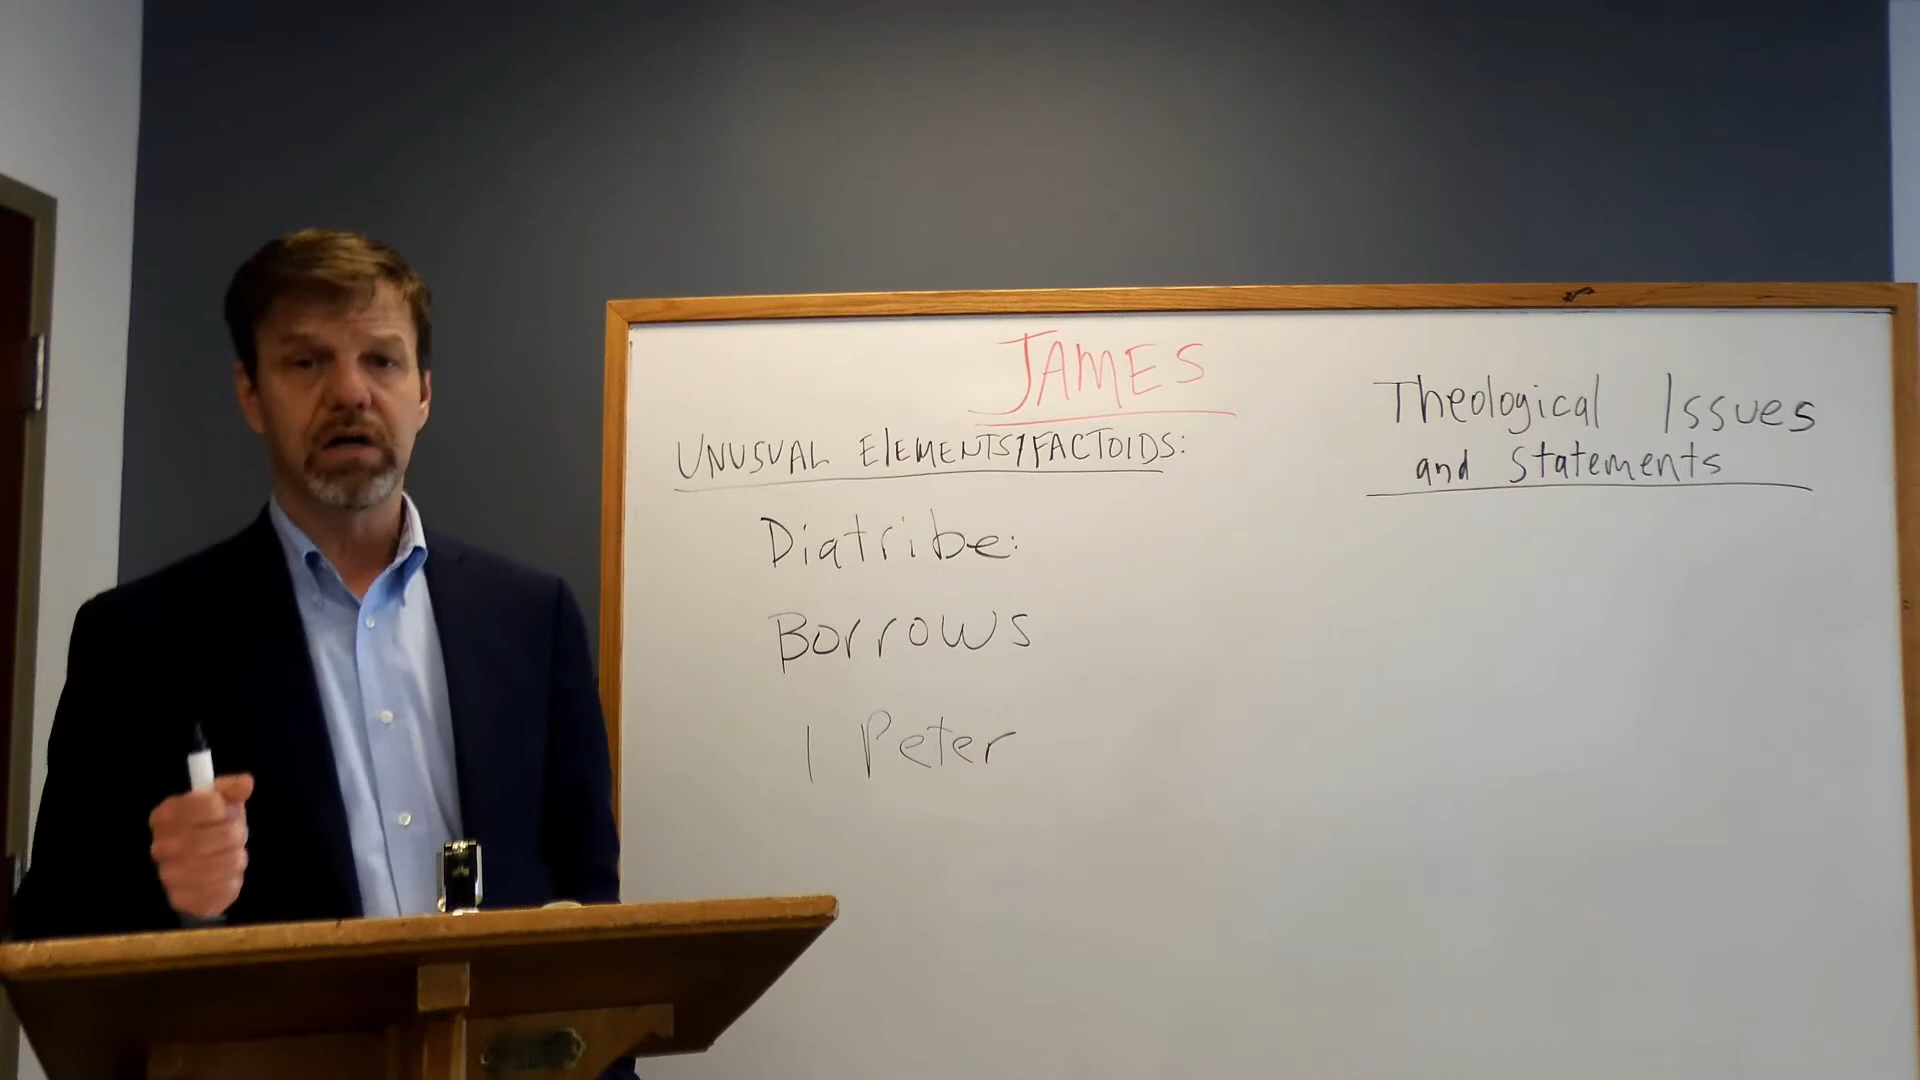 JAMES
UNUSUAL ElEMENTS/FACTOIDS:
Diatribe:
Borrows
1 Peter
Theological Issues
and Statements